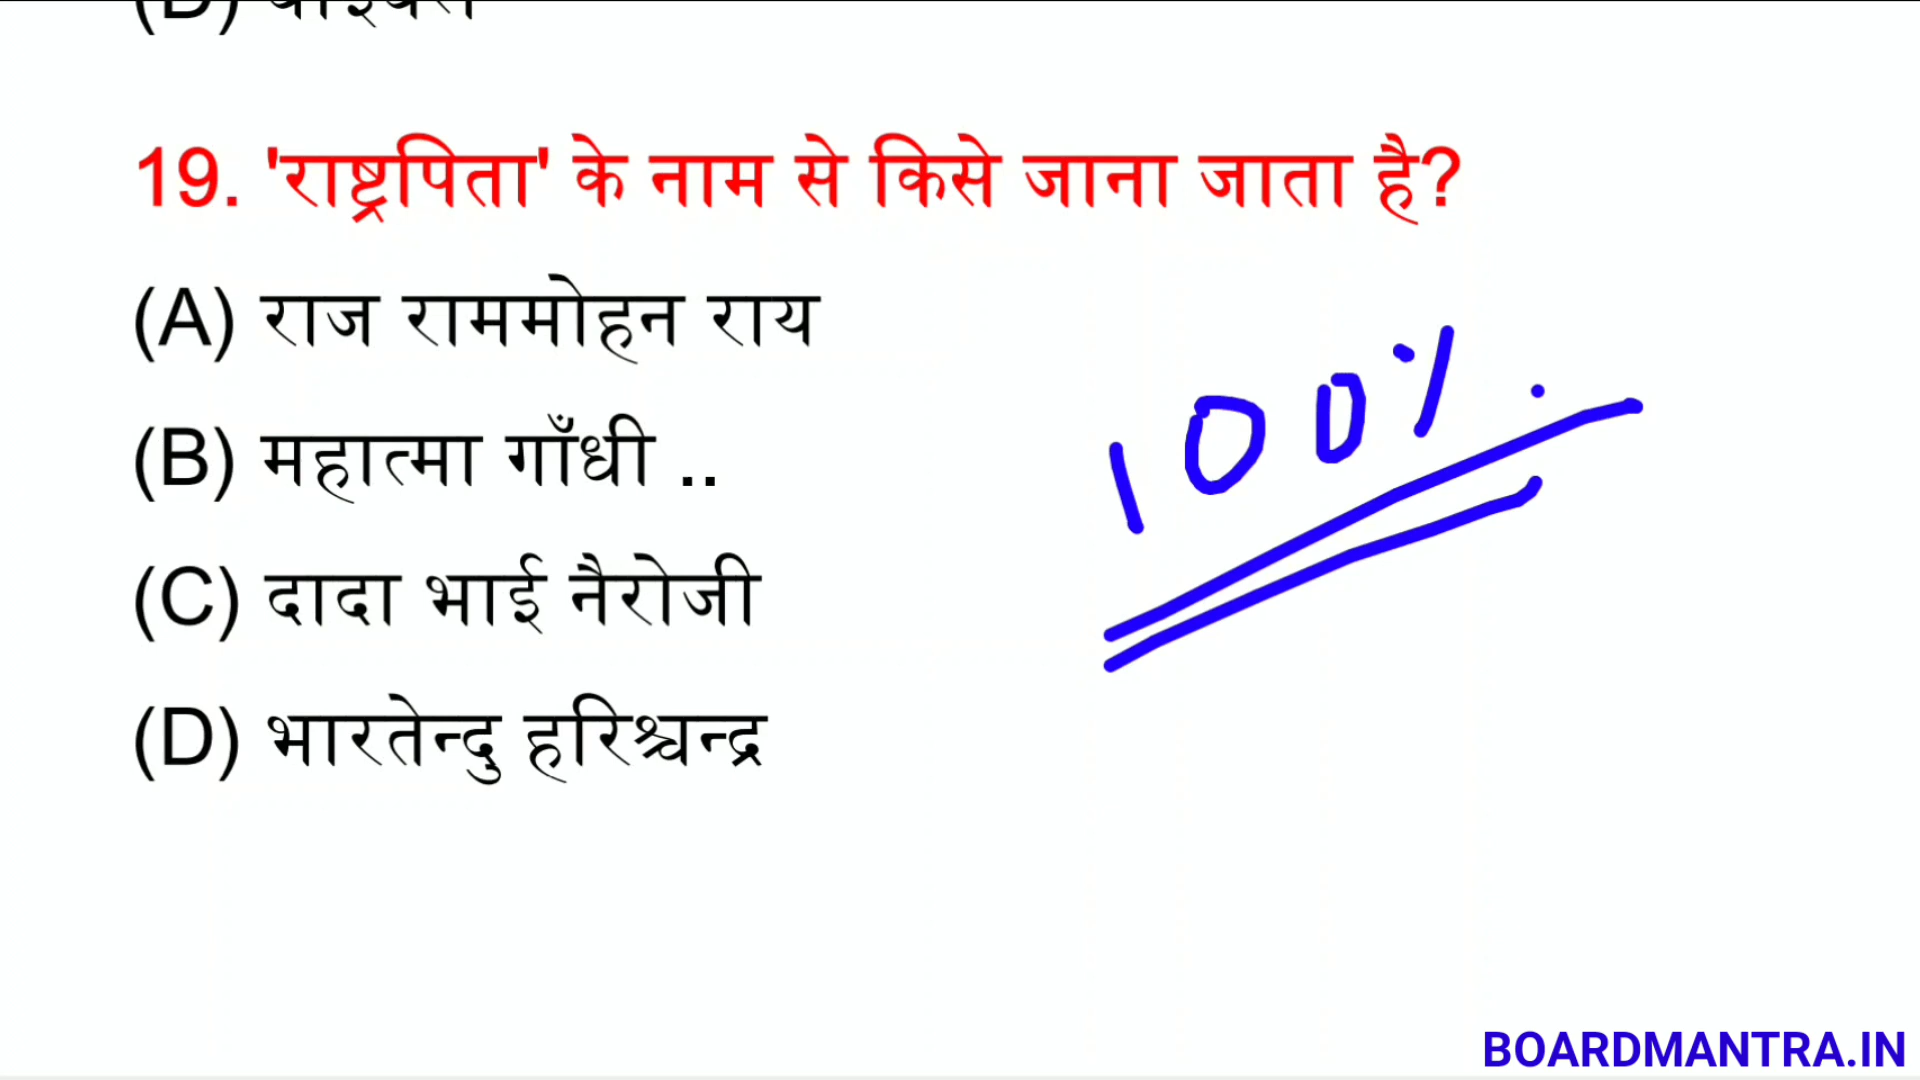 19. 'राष्ट्रपिता' के नाम से किसे जाना जाता है?
(A) राज राममोहन राय
(B) महात्मा गाँधी ..
(C) दादा भाई नैरोजी
(D) भारतेन्दु हरिश्चन्द्र
100%.
BOARDMANTRA.IN